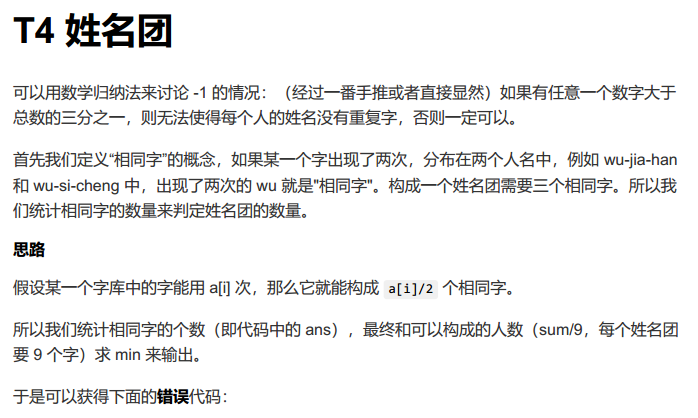 T4 姓名团
可以用数学归纳法来讨论 -1 的情况：（经过一番手推或者直接显然）如果有任意一个数字大于
总数的三分之一，则无法使得每个人的姓名没有重复字，否则一定可以。
首先我们定义“相同字”的概念，如果某一个字出现了两次，分布在两个人名中，例如 wu-jia-han
和 wu-si-cheng 中，出现了两次的 wu 就是"相同字"。构成一个姓名团需要三个相同字。所以我
们统计相同字的数量来判定姓名团的数量。
思路
假设某一个字库中的字能用 a[i] 次，那么它就能构成 a[i]/2 个相同字。
所以我们统计相同字的个数（即代码中的 ans），最终和可以构成的人数（sum/9，每个姓名团
要 9 个字）求 min 来输出。
于是可以获得下面的错误代码：